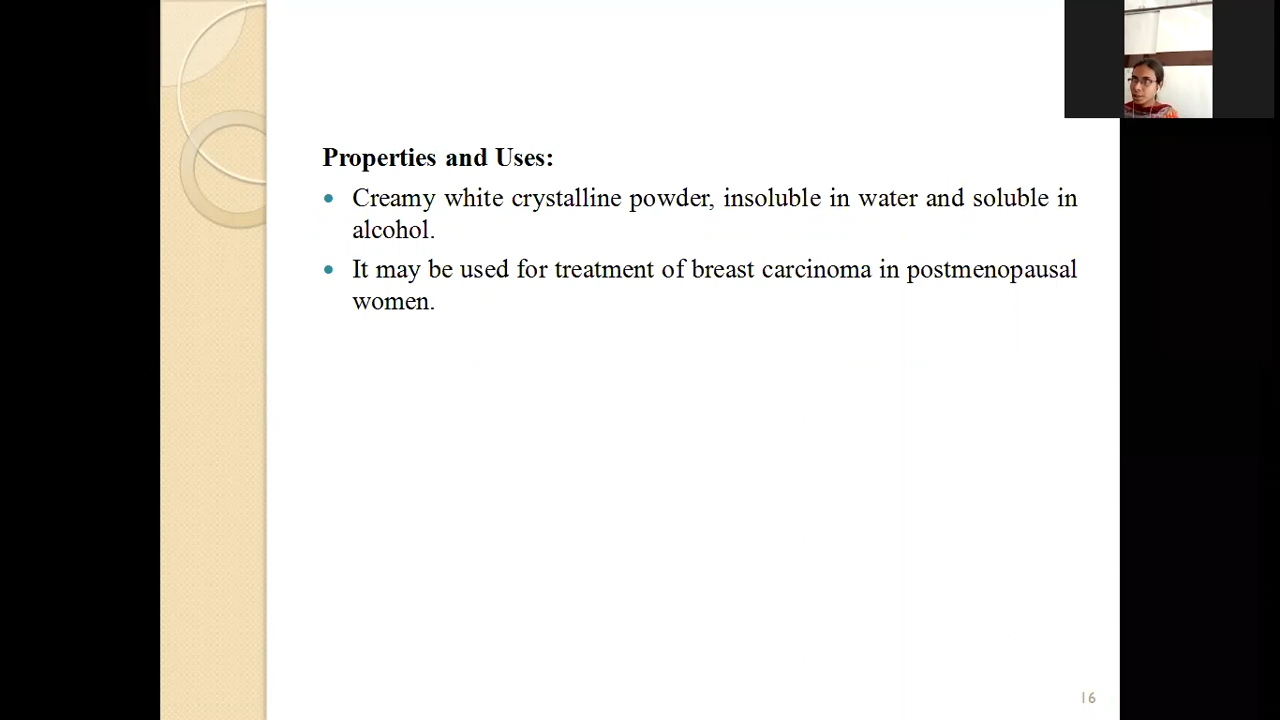 Properties and Uses:
• Creamy white crystalline powder, insoluble in water and soluble in
alcohol.
• It may be used for treatment of breast carcinoma in postmenopausal
women.
16